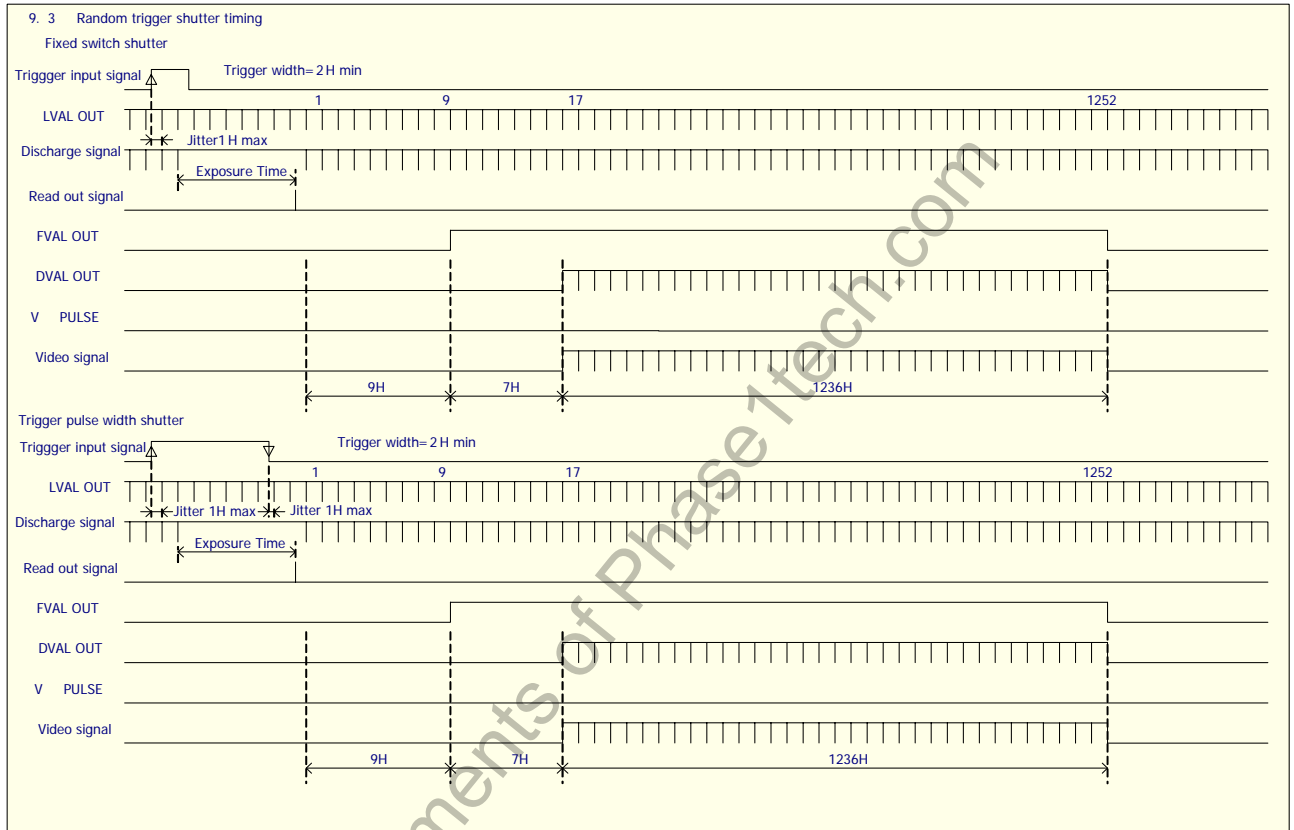 9. 3 Random trigger shutter timing
Fixed switch shutter
Triggger input signal
Trigger width=2H min
1 9 17 1252
LVAL OUT
Jitter1H max
Discharge signal
Exposure Time
Read out signal
FVAL OUT
DVAL OUT
V PULSE
Video signal
9H 7H 1236H
Trigger pulse width shutter
Triggger input signal
Trigger width=2H min
1 9 17 1252
LVAL OUT
Jitter 1H max Jitter 1H max
Discharge signal
Exposure Time
Read out signal
FVAL OUT
DVAL OUT
V PULSE
Video signal
9H 7H 1236H
ments of Phase1tech.com